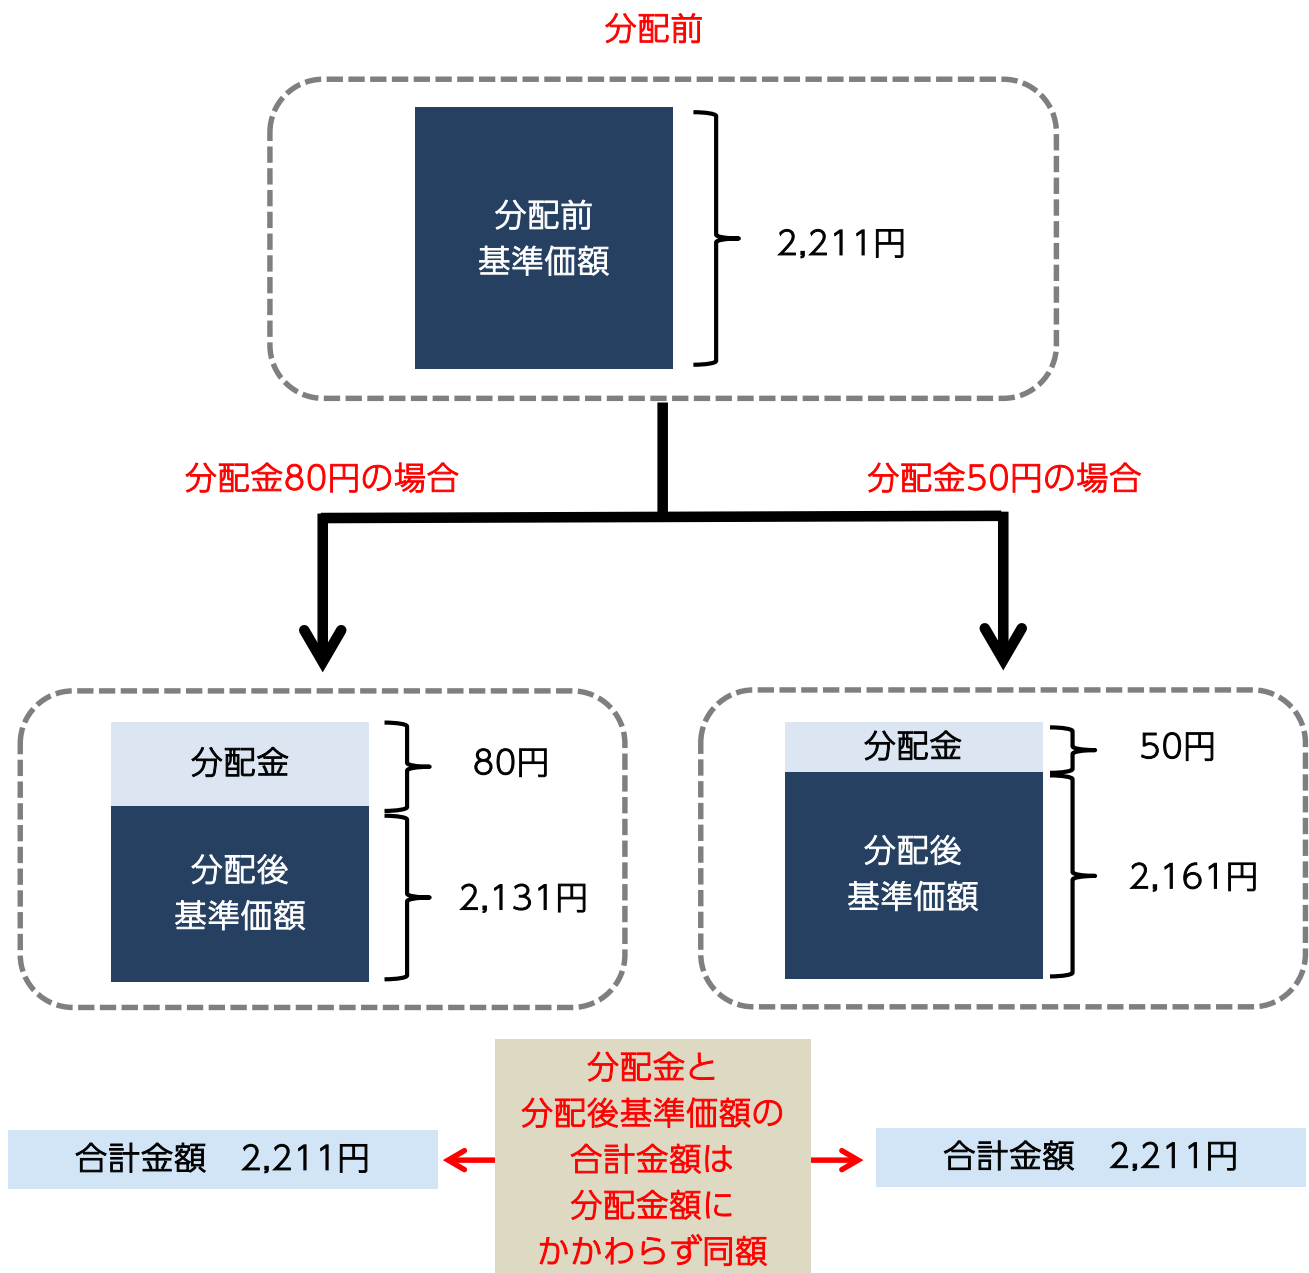 分配前
分配前
基準価額
2,211円
分配金80円の場合
分配金50円の場合
分配金
80円
分配後
基準価額
2,131円
分配金
50円
分配後
基準価額
2,161円
分配金と
分配後基準価額の
合計金額は
分配金額に
かかわらず同額
合計金額　2,211円
合計金額　2,211円